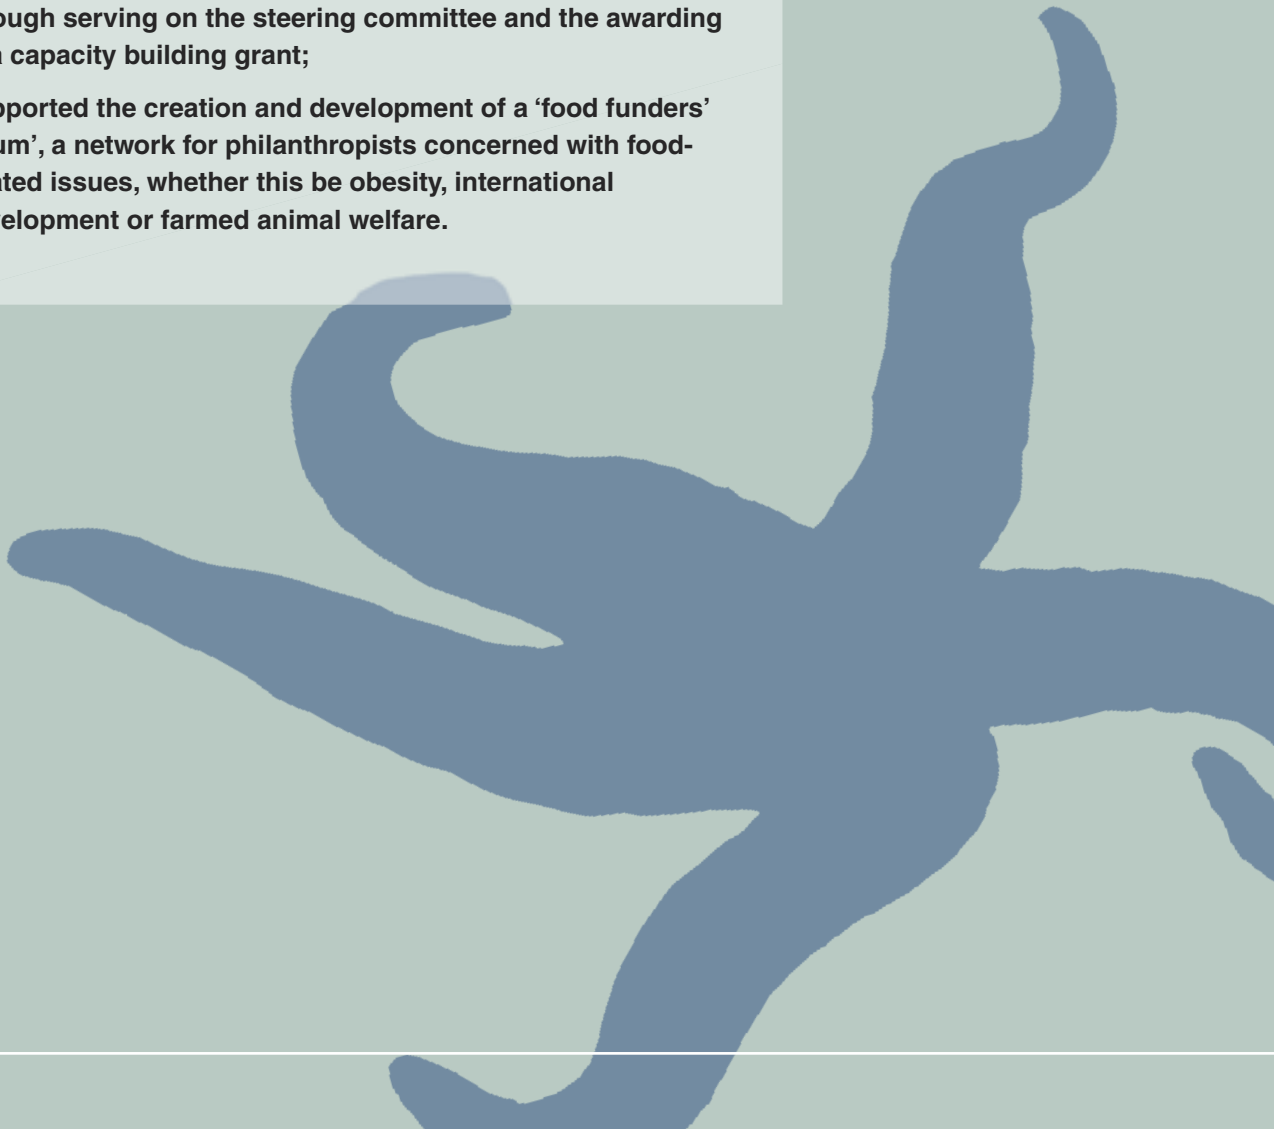 ough serving on the steering committee and the awarding
a capacity building grant;
pported the creation and development of a ‘food funders’
um’, a network for philanthropists concerned with food-
ated issues, whether this be obesity, international
velopment or farmed animal welfare.